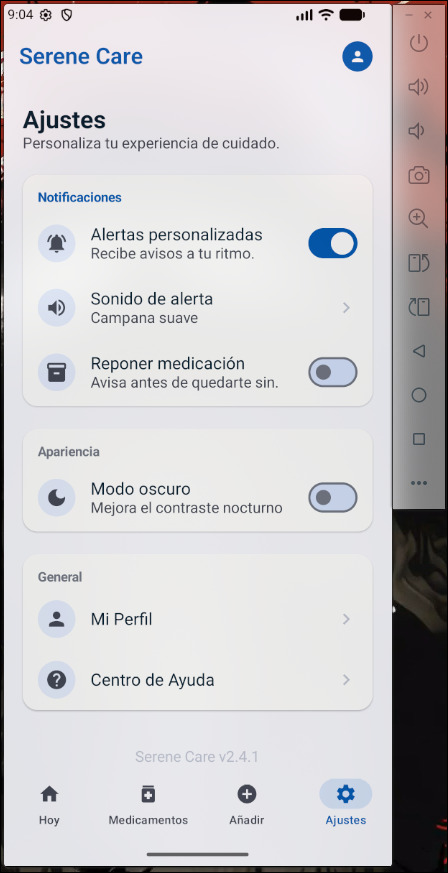 9:04
Serene Care
Ajustes
Personaliza tu experiencia de cuidado.
Notificaciones
Alertas personalizadas
Recibe avisos a tu ritmo.
Sonido de alerta
Campana suave
Reponer medicación
Avisa antes de quedarte sin.
Apariencia
Modo oscuro
Mejora el contraste nocturno
General
Mi Perfil
Centro de Ayuda
Serene Care v2.4.1
Hoy
Medicamentos
Añadir
Ajustes